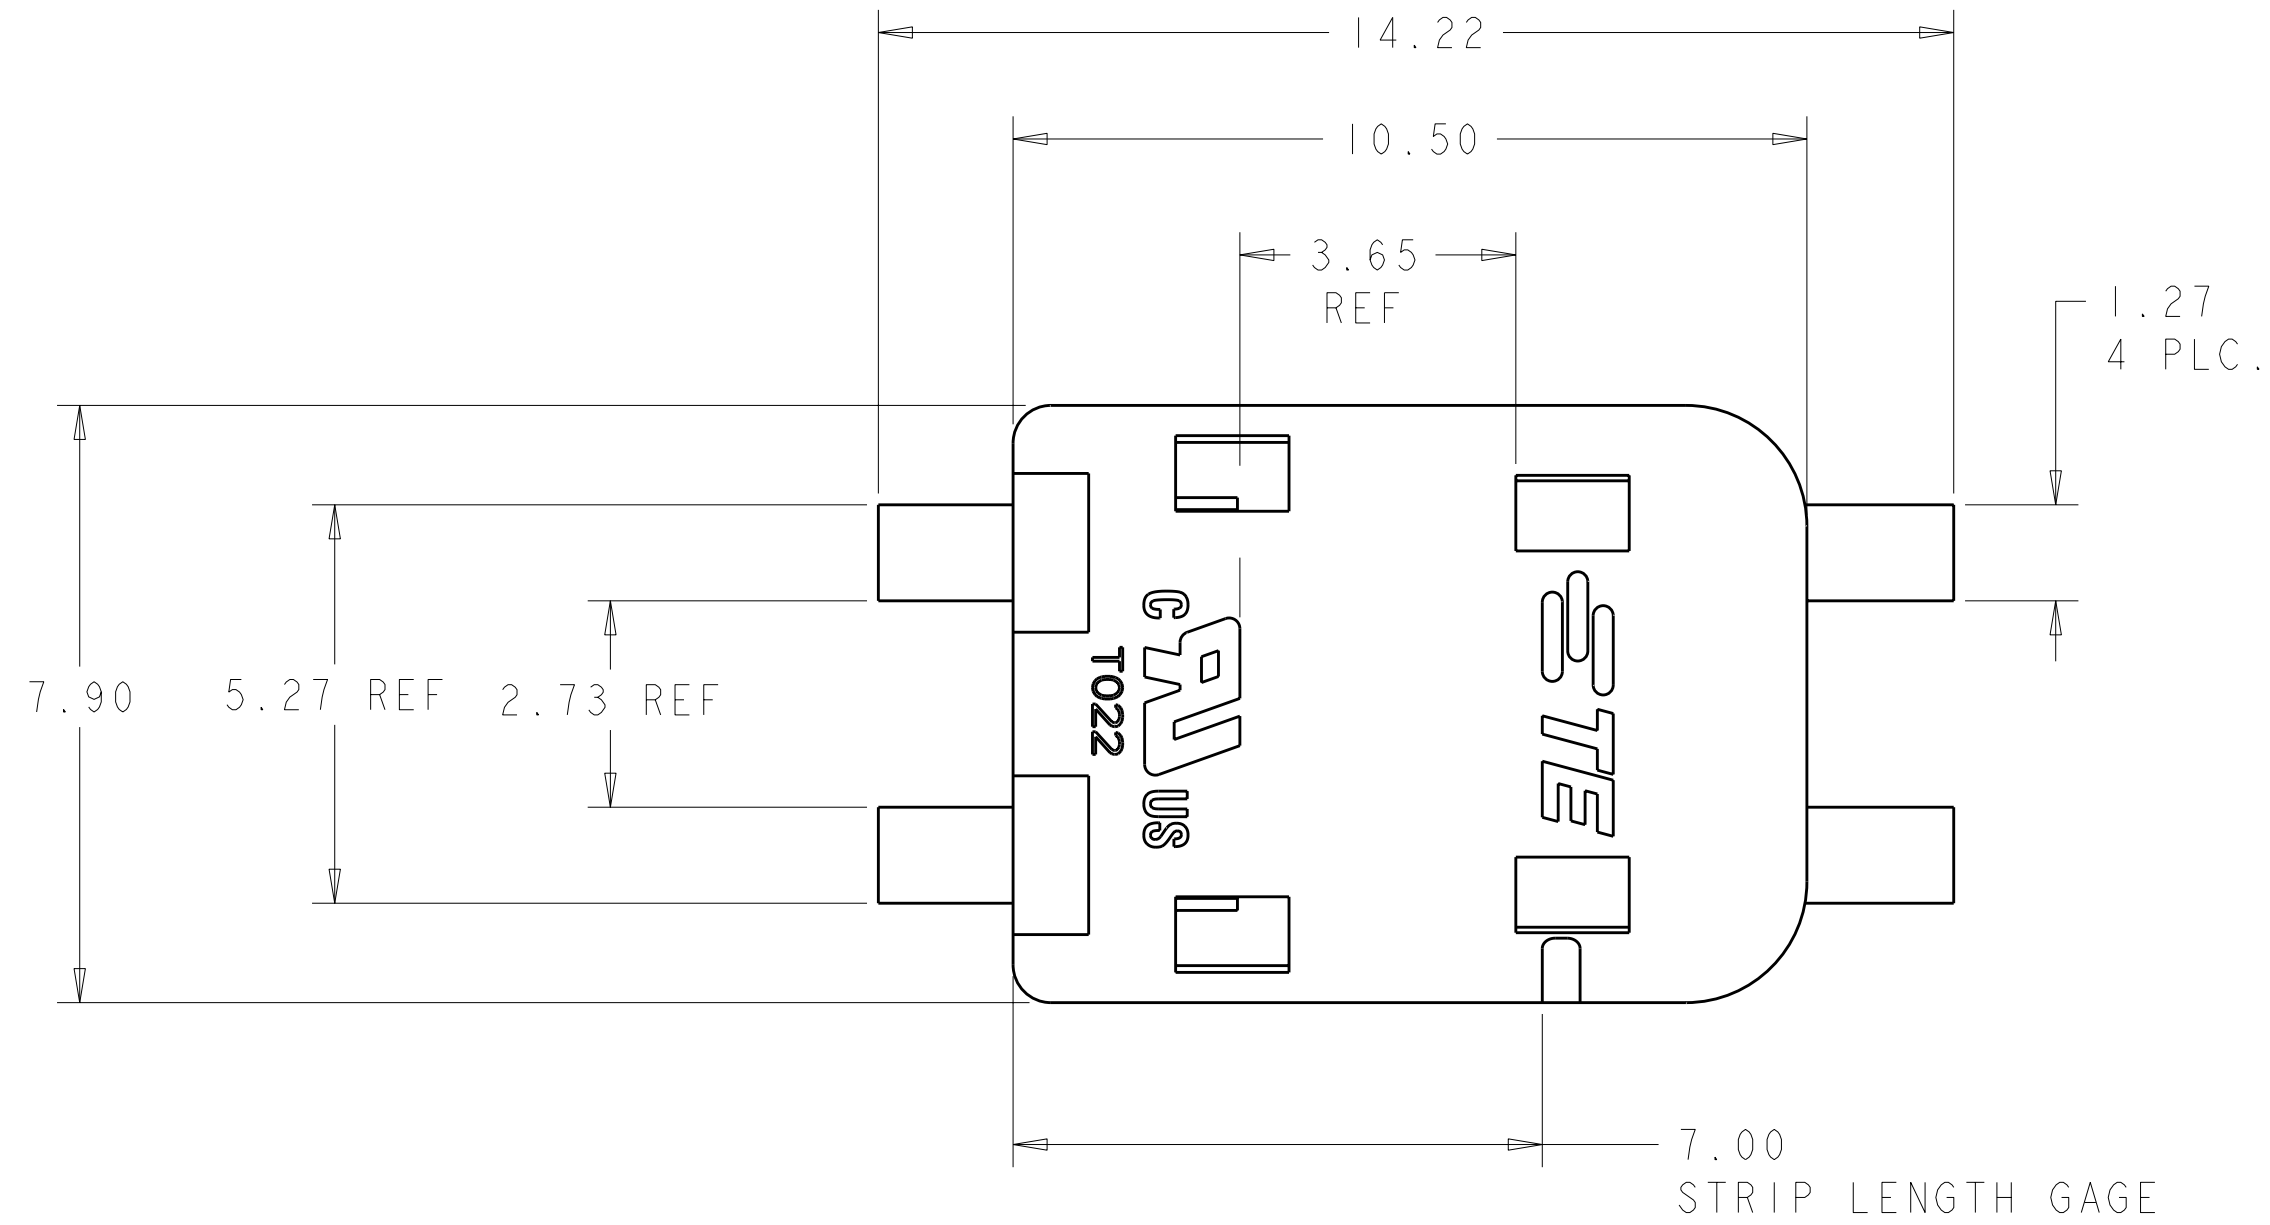 14.22
10.50
3.65
REF
1.27
4 PLC.
7.90
5.27 REF
2.73 REF
C
US
T022
TE
7.00
STRIP LENGTH GAGE